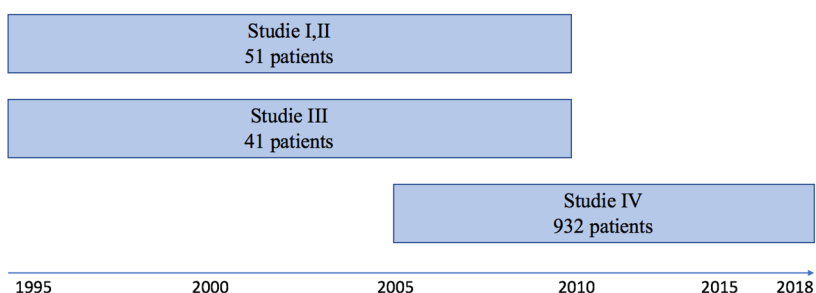 Studie I,II
51 patients
Studie III
41 patients
Studie IV
932 patients
1995 2000 2005 2010 2015 2018